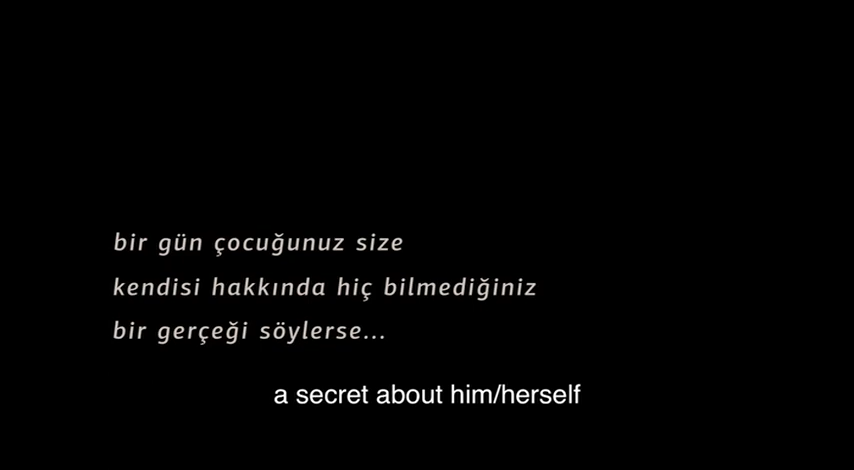 bir gün çocuğunuz size
kendisi hakkında hiç bilmediğiniz
bir gerçeği söylerse...
a secret about him/herself